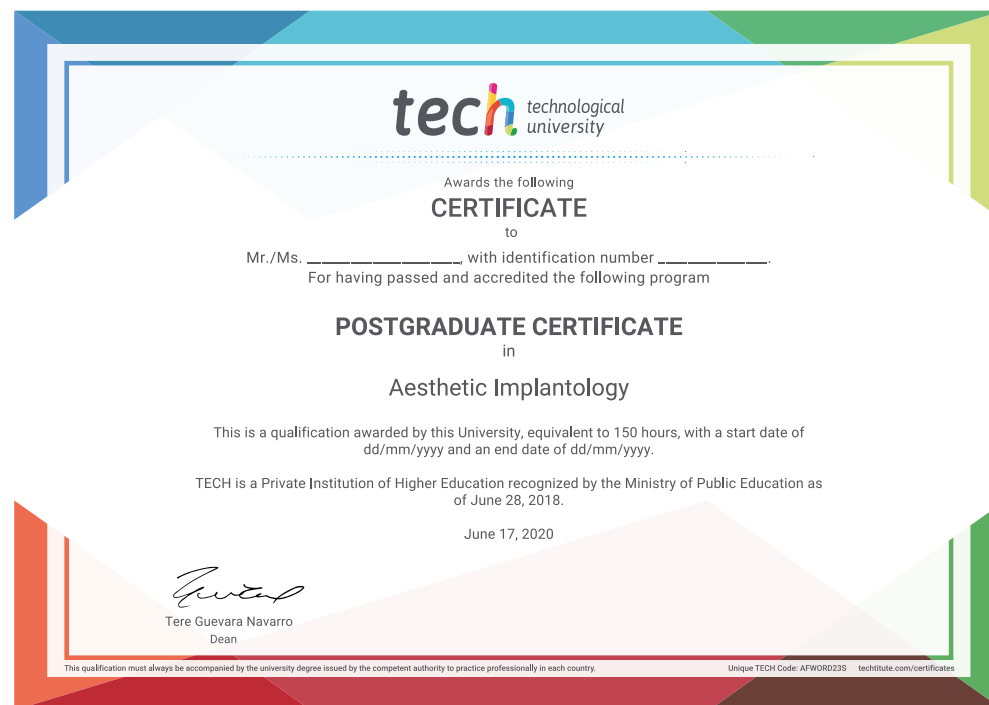 tech technological
university
Awards the following
CERTIFICATE
to
Mr./Ms. ____________________, with identification number ______________.
For having passed and accredited the following program
POSTGRADUATE CERTIFICATE
in
Aesthetic Implantology
This is a qualification awarded by this University, equivalent to 150 hours, with a start date of
dd/mm/yyyy and an end date of dd/mm/yyyy.
TECH is a Private Institution of Higher Education recognized by the Ministry of Public Education as
of June 28, 2018.
June 17, 2020
Tere Guevara Navarro
Dean
This qualification must always be accompanied by the university degree issued by the competent authority to practice professionally in each country.
Unique TECH Code: AFWORD23S techtitute.com/certificates